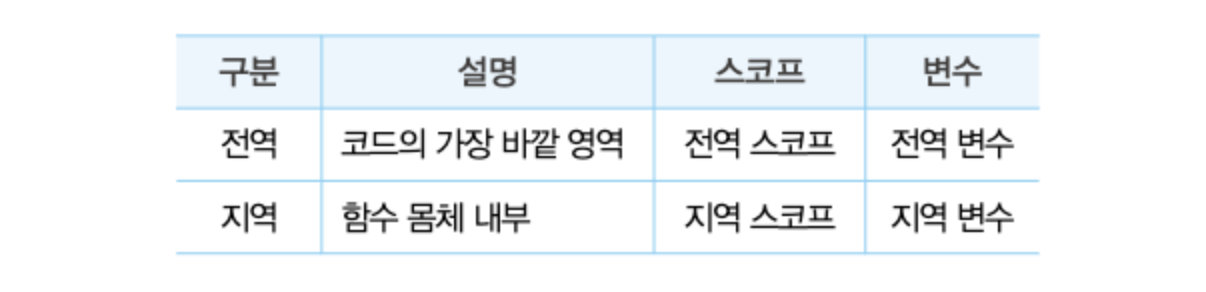 구분 설명 스코프 변수
전역 코드의 가장 바깥 영역 전역 스코프 전역 변수
지역 함수 몸체 내부 지역 스코프 지역 변수